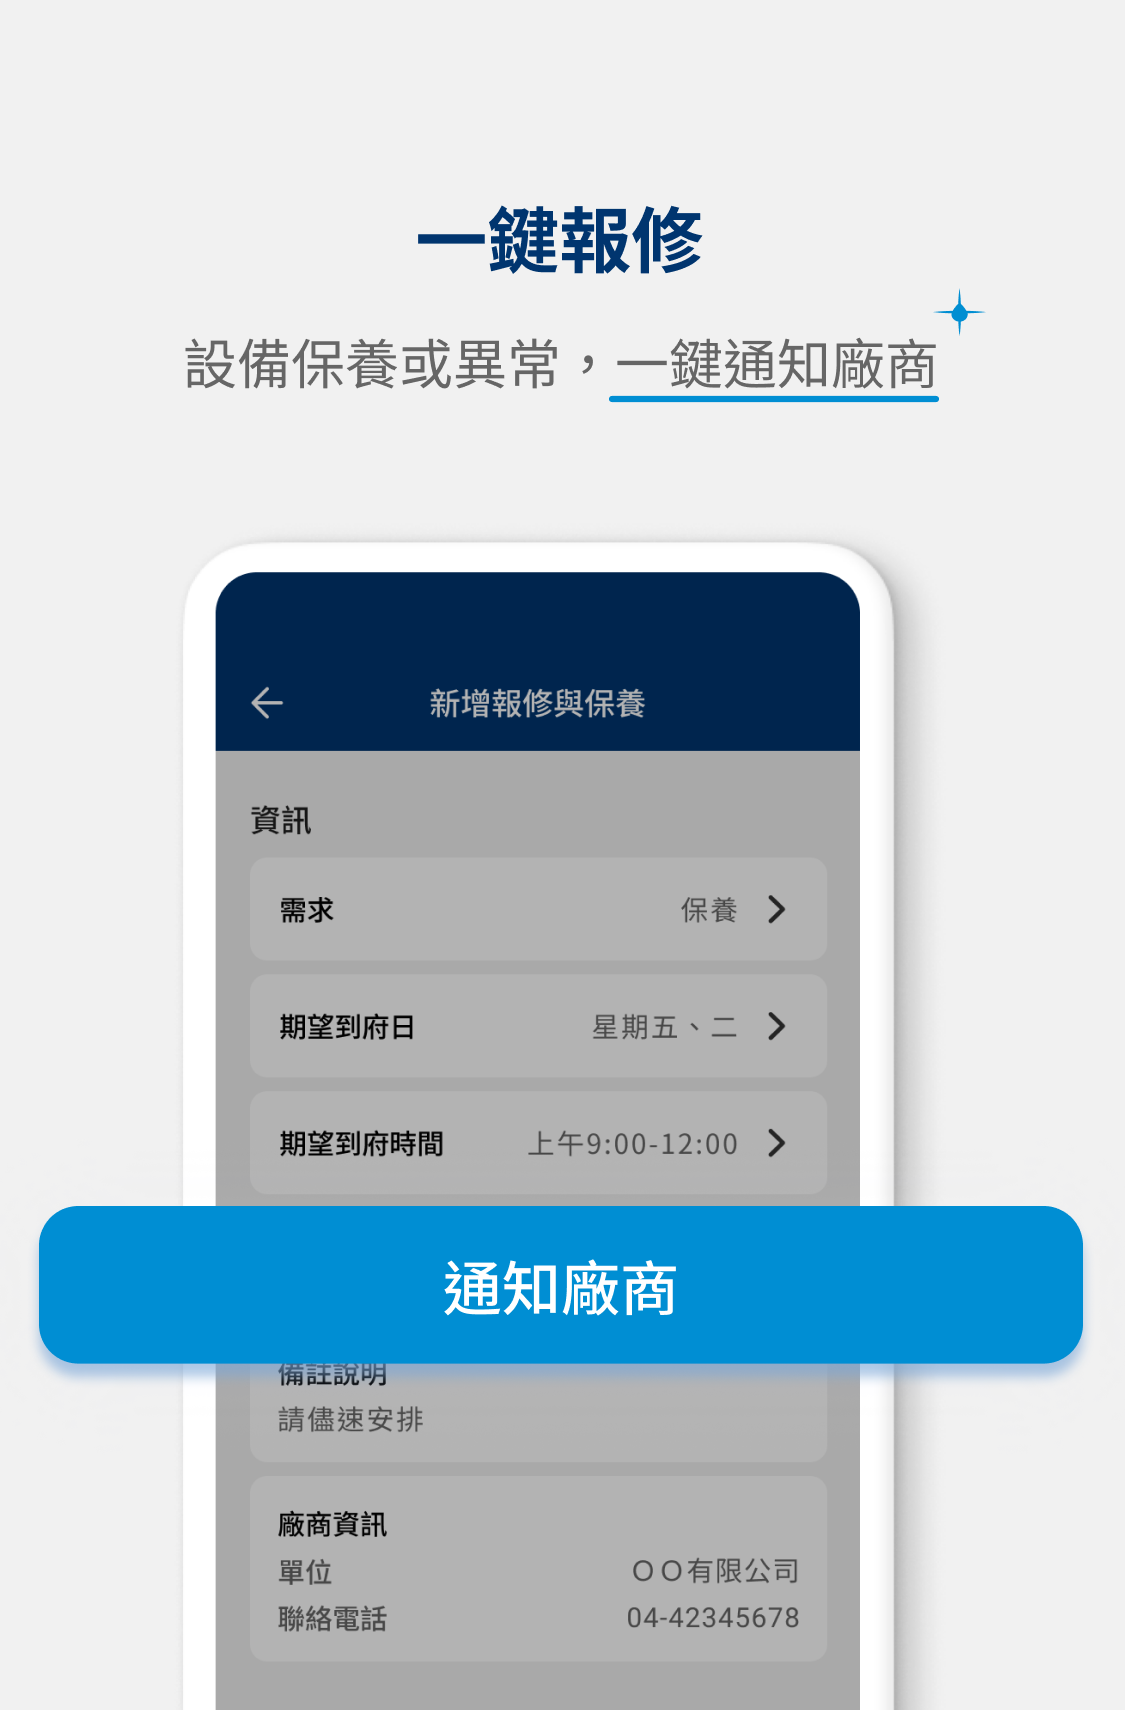 一鍵報修
設備保養或異常，一鍵通知廠商
新增報修與保養
資訊
需求 保養
期望到府日 星期五、二
期望到府時間 上午9:00-12:00
通知廠商
備註說明
請儘速安排
廠商資訊
單位 ＯＯ有限公司
聯絡電話 04-42345678